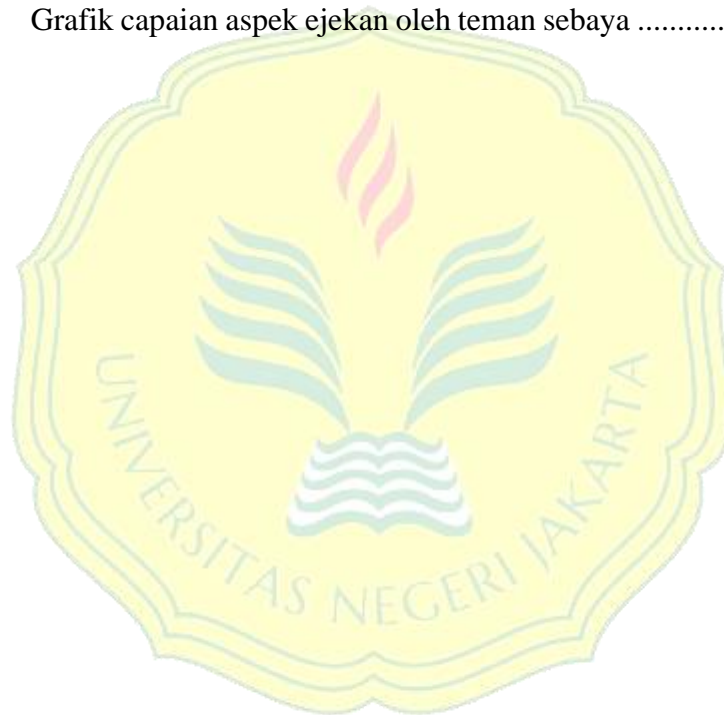 Grafik capaian aspek ejekan oleh teman sebaya ...........
UNIVERSITAS NEGERI JAKARTA